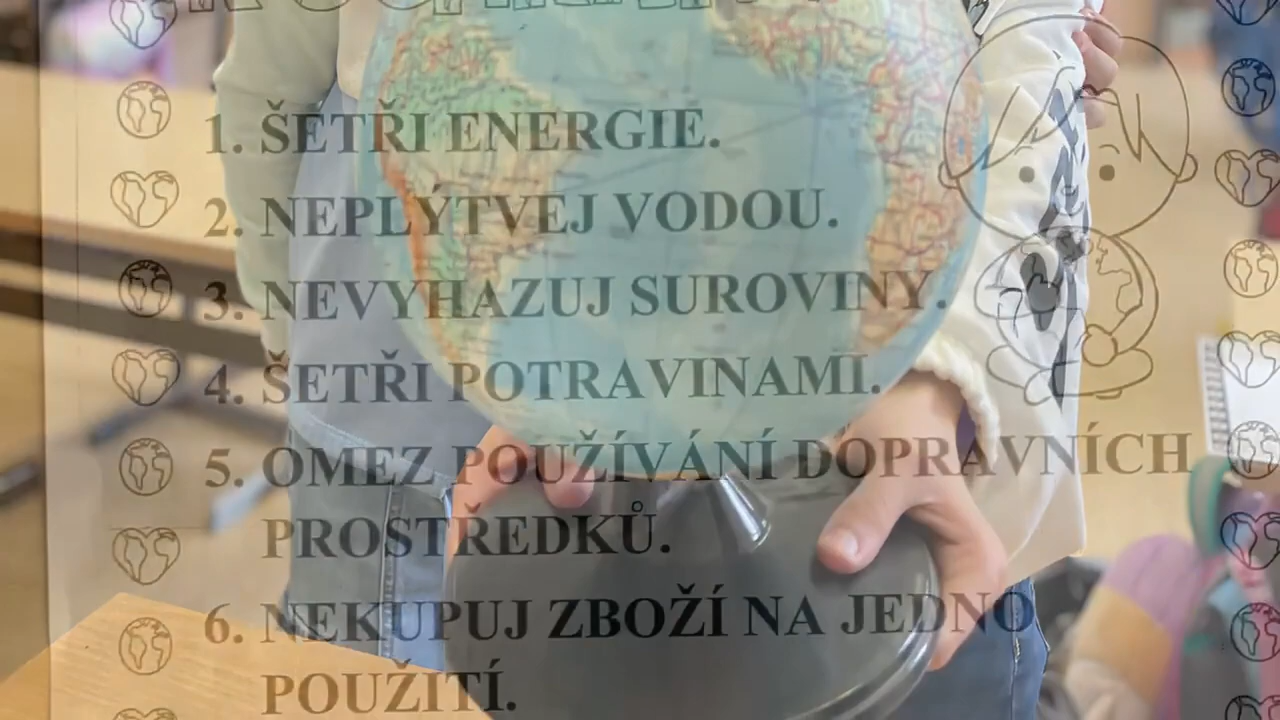 1. ŠETŘI ENERGIE.
2. NEPLÝTVEJ VODOU.
3. NEVYHAZUJ SUROVINY.
4. ŠETŘI POTRAVINAMI.
5. OMEZ POUŽÍVÁNÍ DOPRAVNÍCH
PROSTŘEDKŮ.
6. NEKUPUJ ZBOŽÍ NA JEDNO
POUŽITÍ.